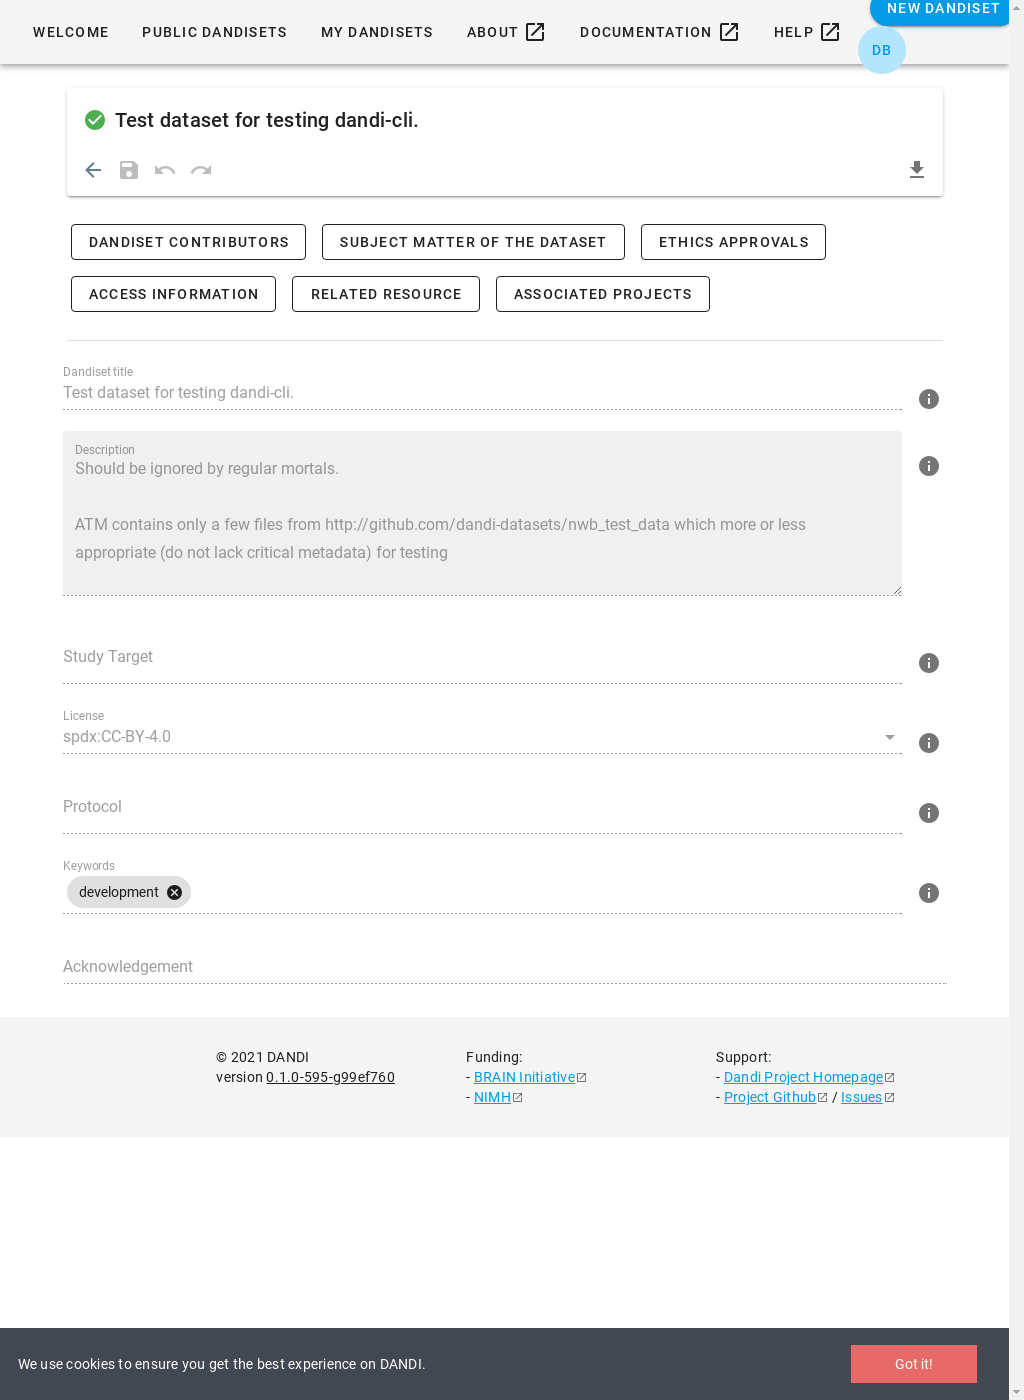 WELCOME PUBLIC DANDISETS MY DANDISETS ABOUT DOCUMENTATION HELP NEW DANDISET
DB
Test dataset for testing dandi-cli.
DANDISET CONTRIBUTORS SUBJECT MATTER OF THE DATASET ETHICS APPROVALS
ACCESS INFORMATION RELATED RESOURCE ASSOCIATED PROJECTS
Dandiset title
Test dataset for testing dandi-cli.
Description
Should be ignored by regular mortals.
ATM contains only a few files from http://github.com/dandi-datasets/nwb_test_data which more or less
appropriate (do not lack critical metadata) for testing
Study Target
License
spdx:CC-BY-4.0
Protocol
Keywords
development
Acknowledgement
© 2021 DANDI
version 0.1.0-595-g99ef760
Funding:
- BRAIN Initiative
- NIMH
Support:
- Dandi Project Homepage
- Project Github / Issues
We use cookies to ensure you get the best experience on DANDI.
Got it!